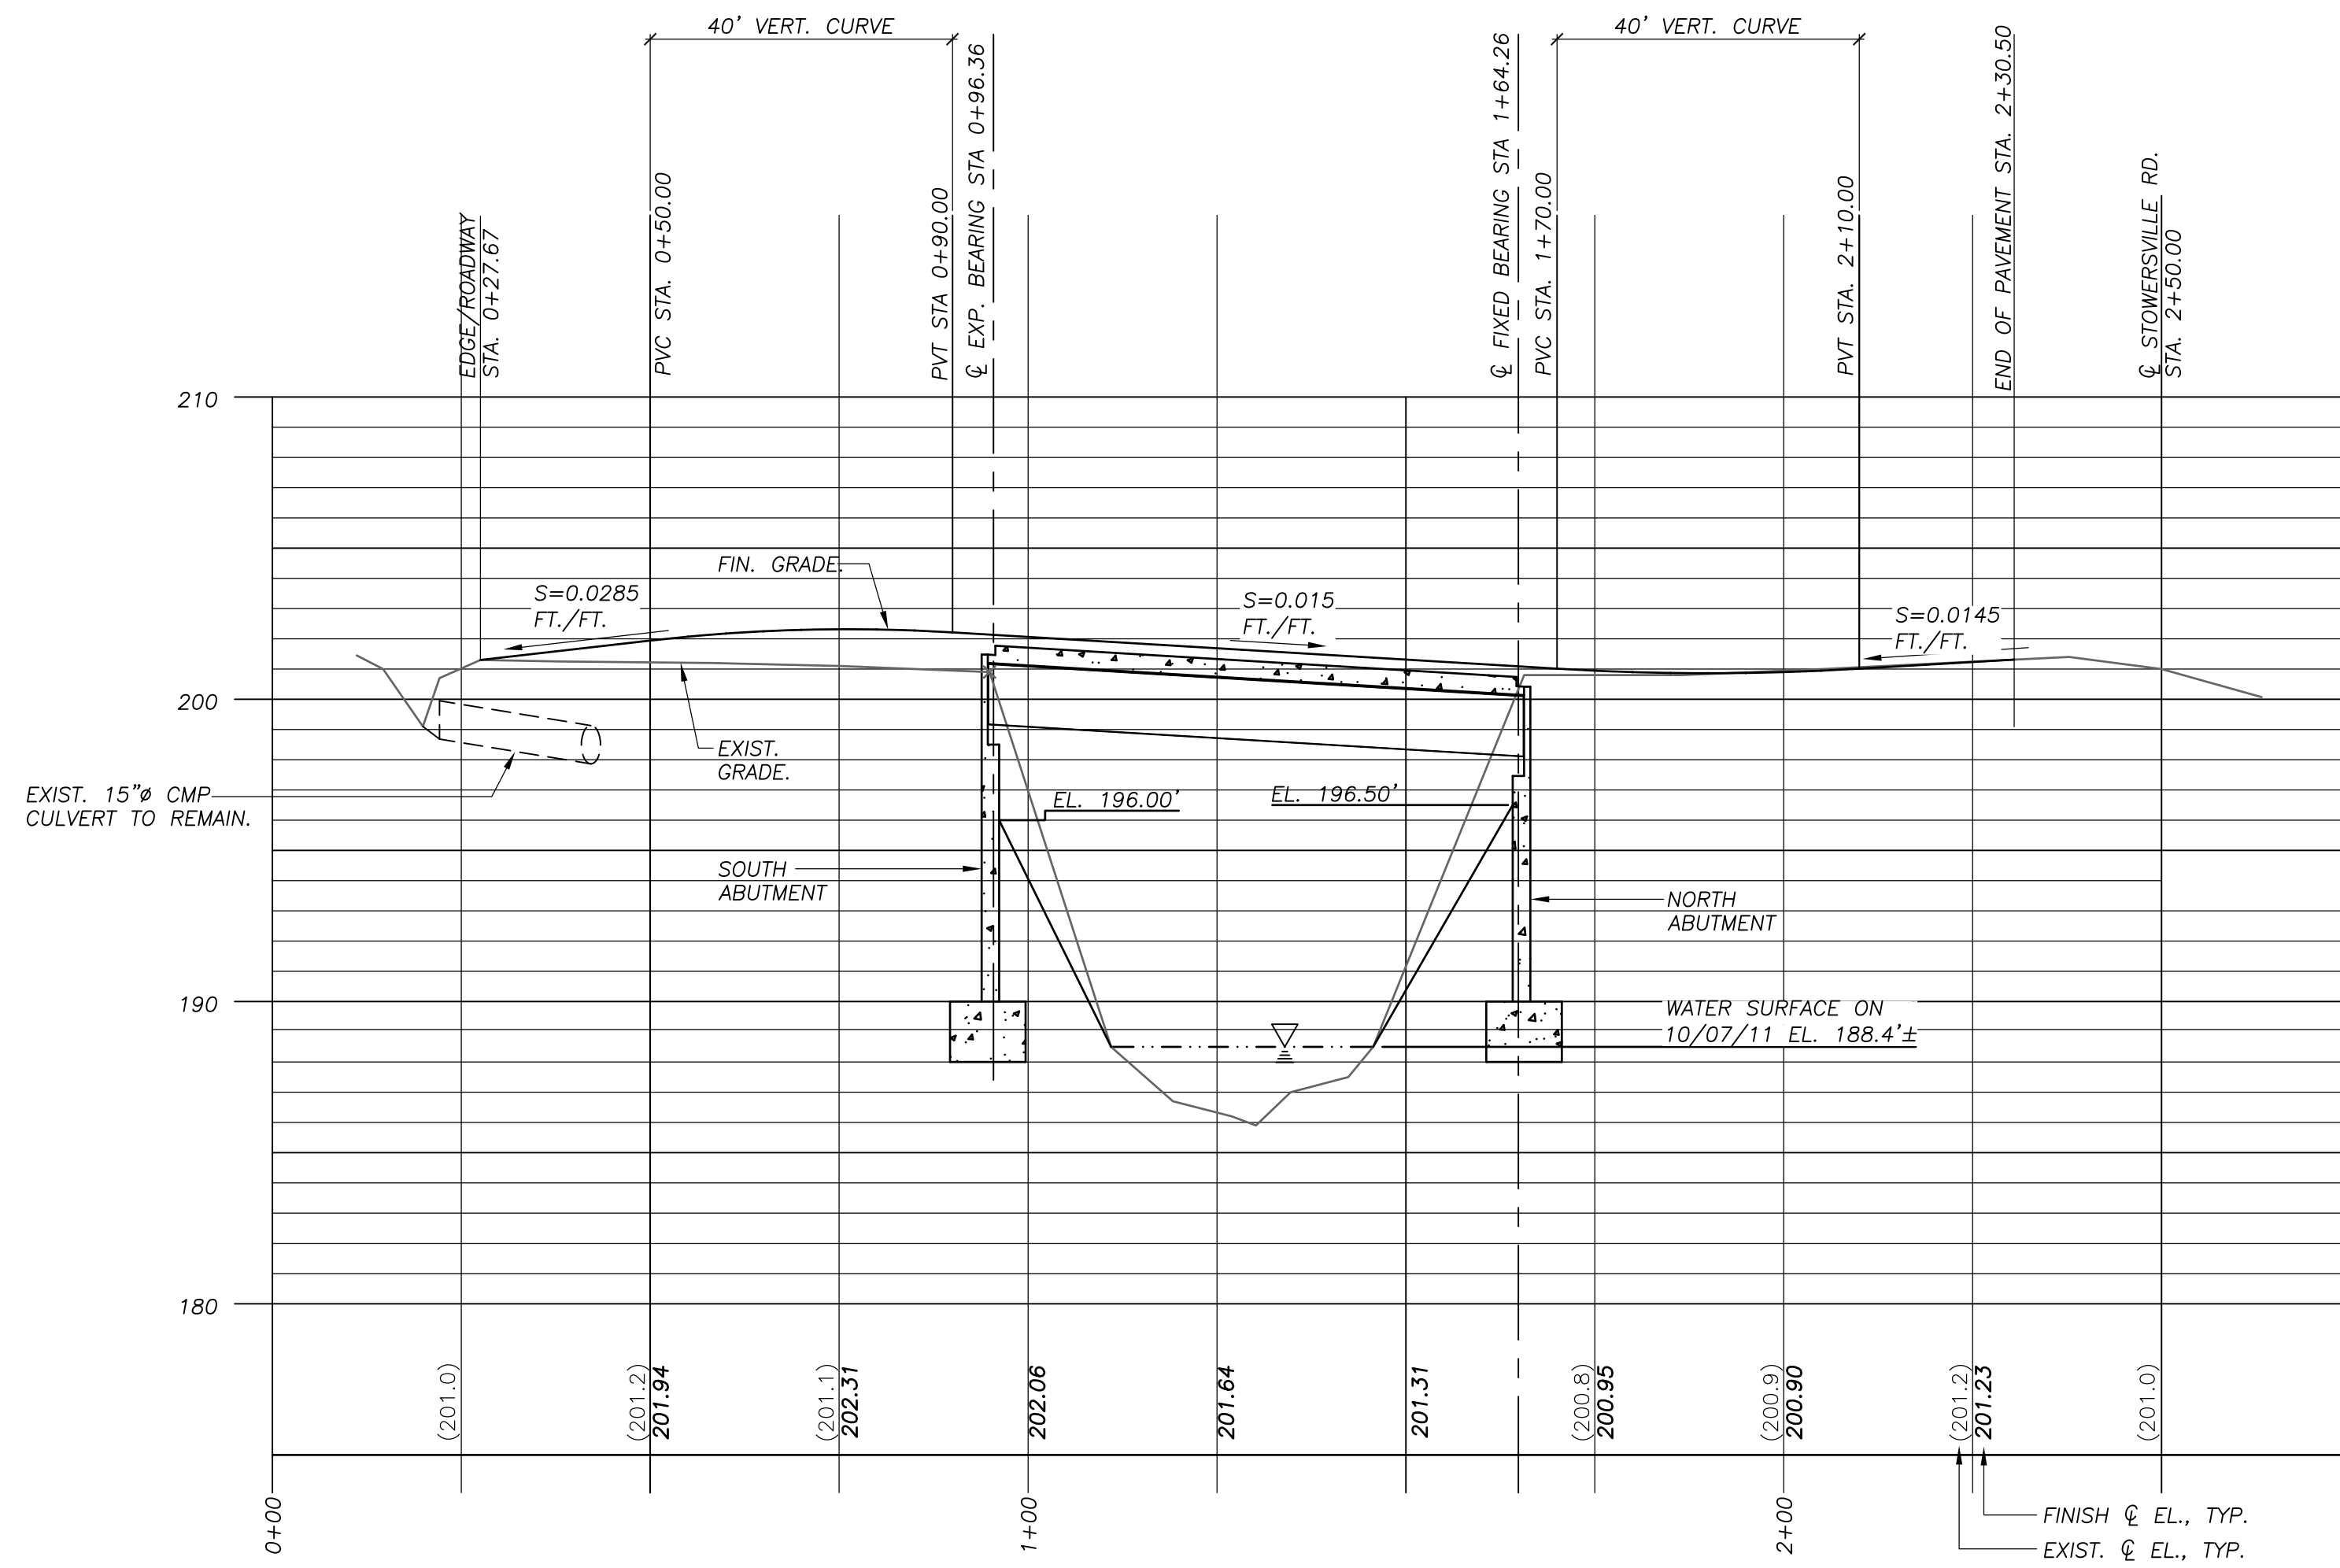 40' VERT. CURVE
40' VERT. CURVE
EDGE/ROADWAY
STA. 0+27.67
PVC STA. 0+50.00
PVT STA 0+90.00
℄ EXP. BEARING STA 0+96.36
℄ FIXED BEARING STA 1+64.26
PVC STA. 1+70.00
PVT STA. 2+10.00
END OF PAVEMENT STA. 2+30.50
℄ STOWERSVILLE RD.
STA. 2+50.00
210
FIN. GRADE.
S=0.0285
FT./FT.
S=0.015
FT./FT.
S=0.0145
FT./FT.
200
EXIST.
GRADE.
EXIST. 15"ø CMP
CULVERT TO REMAIN.
EL. 196.00'
EL. 196.50'
SOUTH
ABUTMENT
NORTH
ABUTMENT
190
WATER SURFACE ON
10/07/11 EL. 188.4'±
180
(201.0)
(201.2)
201.94
(201.1)
202.31
202.06
201.64
201.31
(200.8)
200.95
(200.9)
200.90
(201.2)
201.23
(201.0)
0+00
1+00
2+00
FINISH ℄ EL., TYP.
EXIST. ℄ EL., TYP.